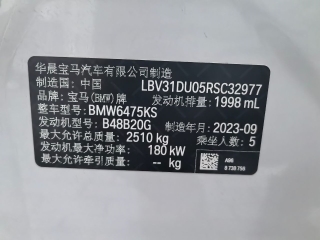 华晨宝马汽车有限公司制造
制造国: 中国 LBV31DU05RSC32977
品牌: 宝马(BMW)牌 发动机排量: 1998 mL
整车型号: BMW6475KS
发动机型号: B48B20G 制造年月: 2023-09
最大允许总质量: 2510 kg 乘坐人数: 5
发动机最大净功率: 180 kW
最大允许牵引质量: -- kg